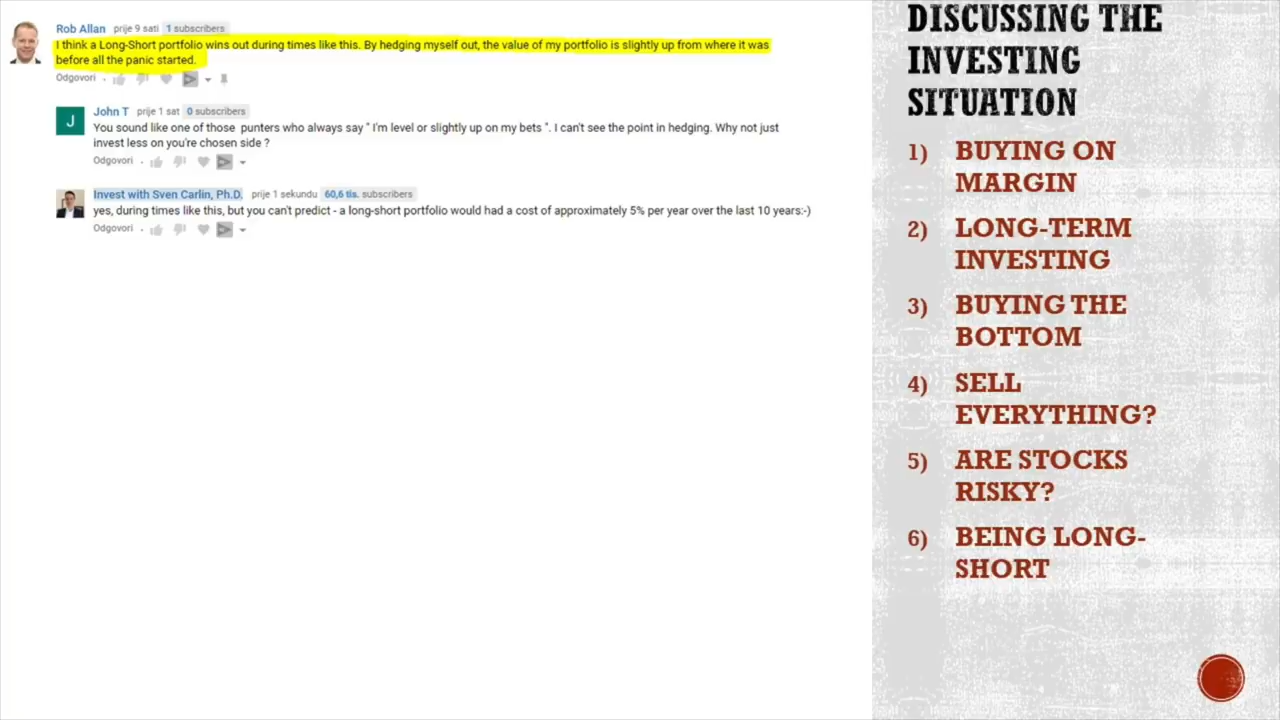 Rob Allan prije 9 sati 1 subscribers
I think a Long-Short portfolio wins out during times like this. By hedging myself out, the value of my portfolio is slightly up from where it was
before all the panic started.
Odgovori
J
John T prije 1 sat 0 subscribers
You sound like one of those punters who always say " I'm level or slightly up on my bets ". I can't see the point in hedging. Why not just
invest less on you're chosen side ?
Odgovori
Invest with Sven Carlin, Ph.D. prije 1 sekundu 60,6 tis. subscribers
yes, during times like this, but you can't predict - a long-short portfolio would had a cost of approximately 5% per year over the last 10 years:-)
Odgovori
DISCUSSING THE
INVESTING
SITUATION
1) BUYING ON
MARGIN
2) LONG-TERM
INVESTING
3) BUYING THE
BOTTOM
4) SELL
EVERYTHING?
5) ARE STOCKS
RISKY?
6) BEING LONG-
SHORT